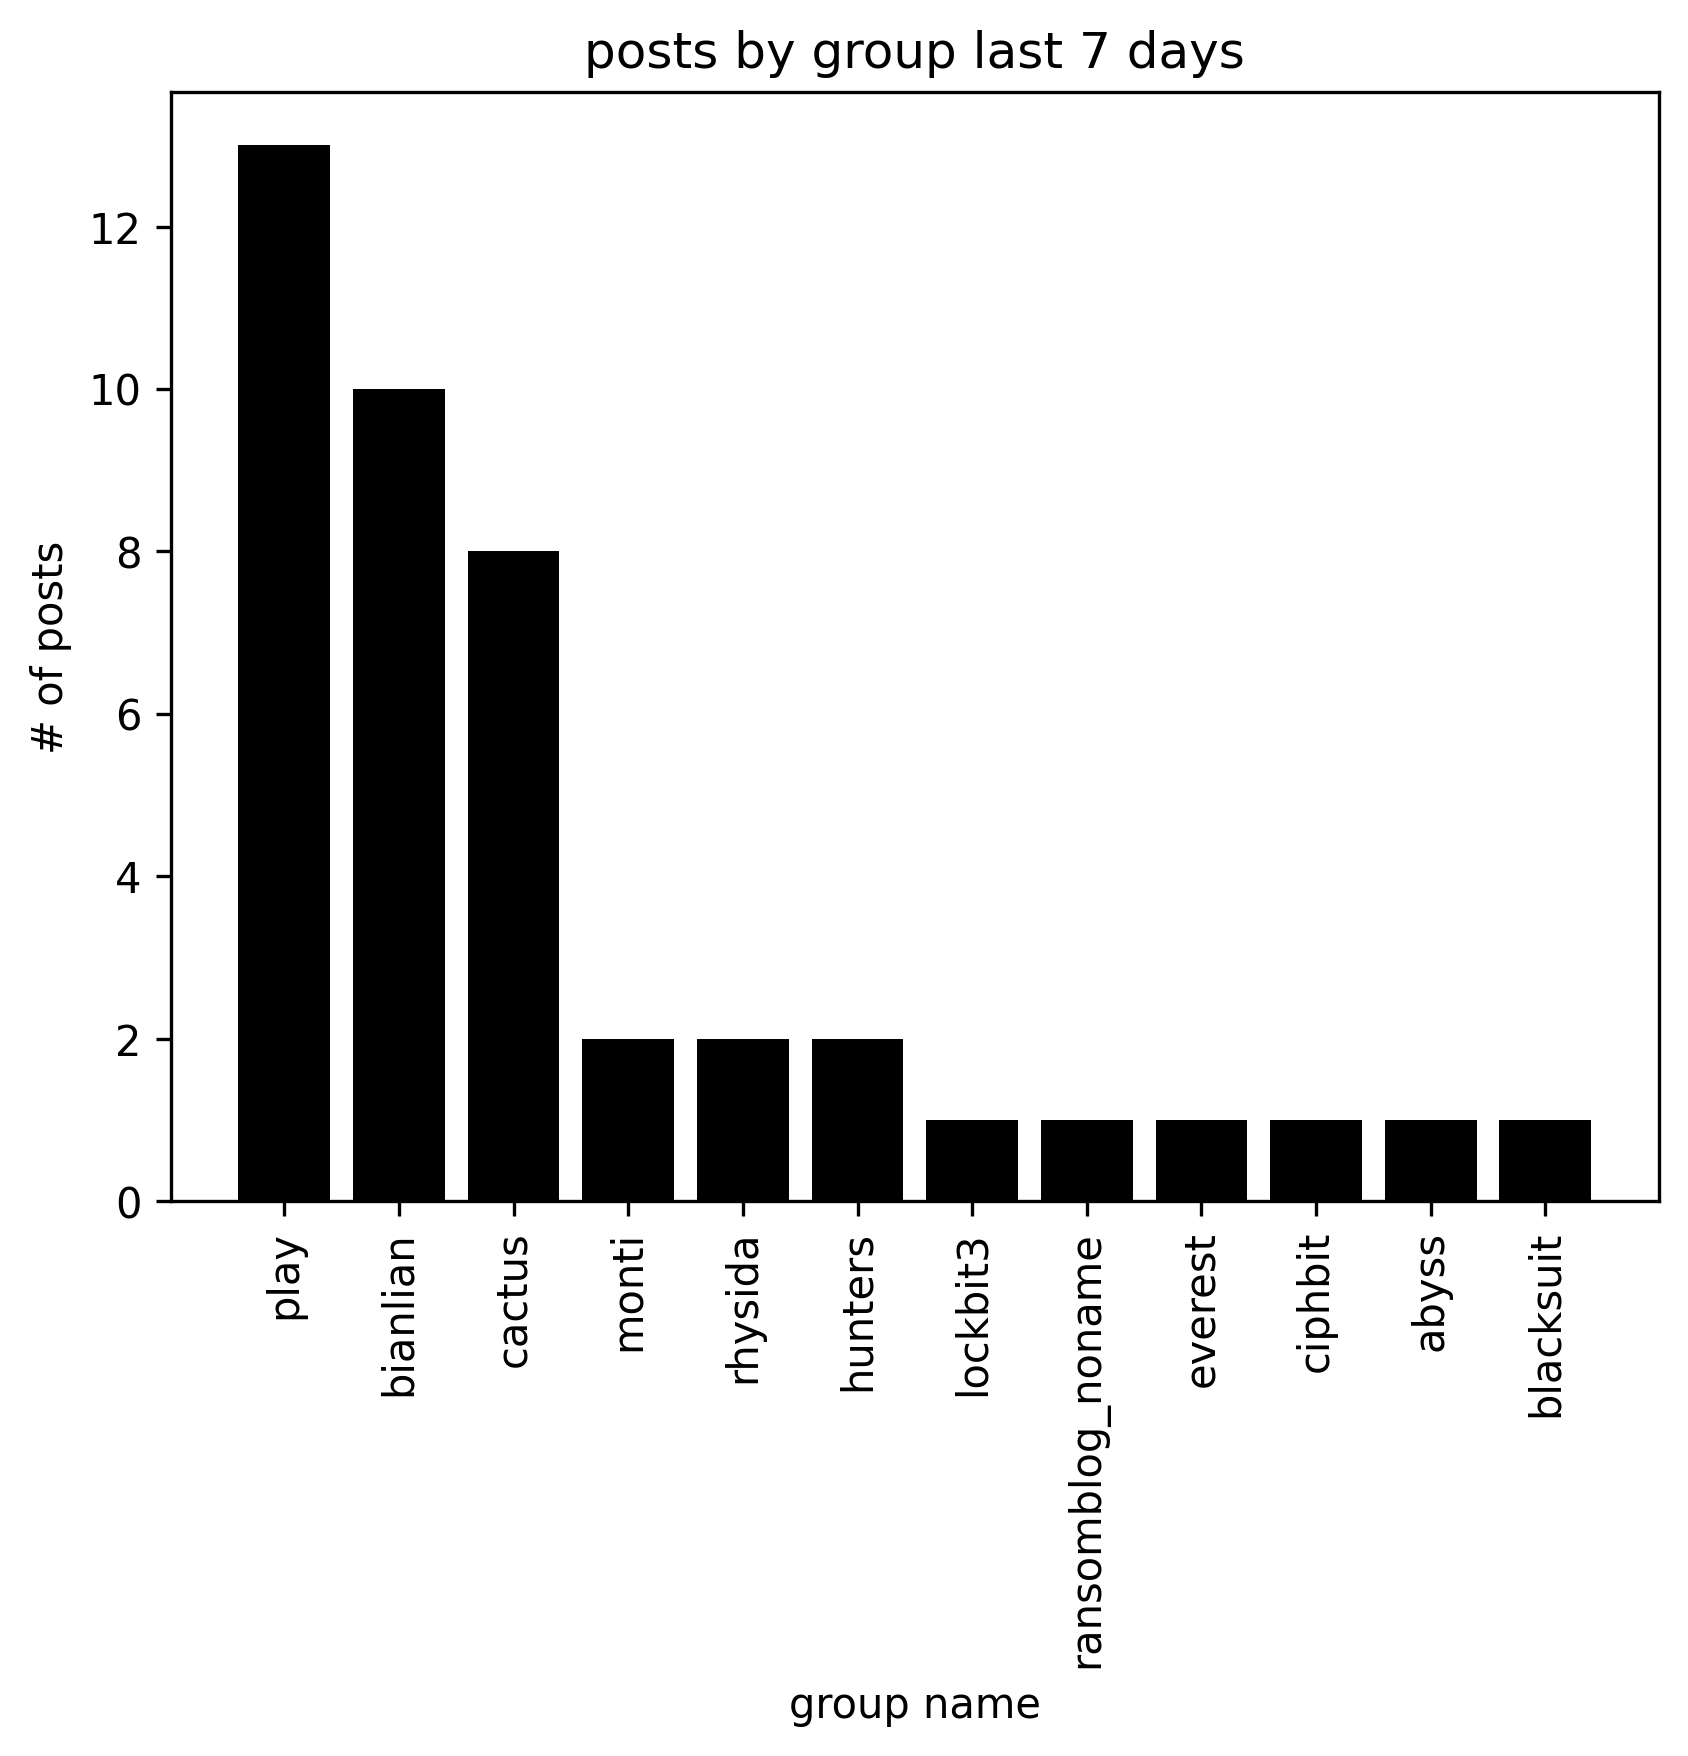 posts by group last 7 days
# of posts
12
10
8
6
4
2
0
play
bianlian
cactus
monti
rhysida
hunters
lockbit3
ransomblog_noname
everest
ciphbit
abyss
blacksuit
group name